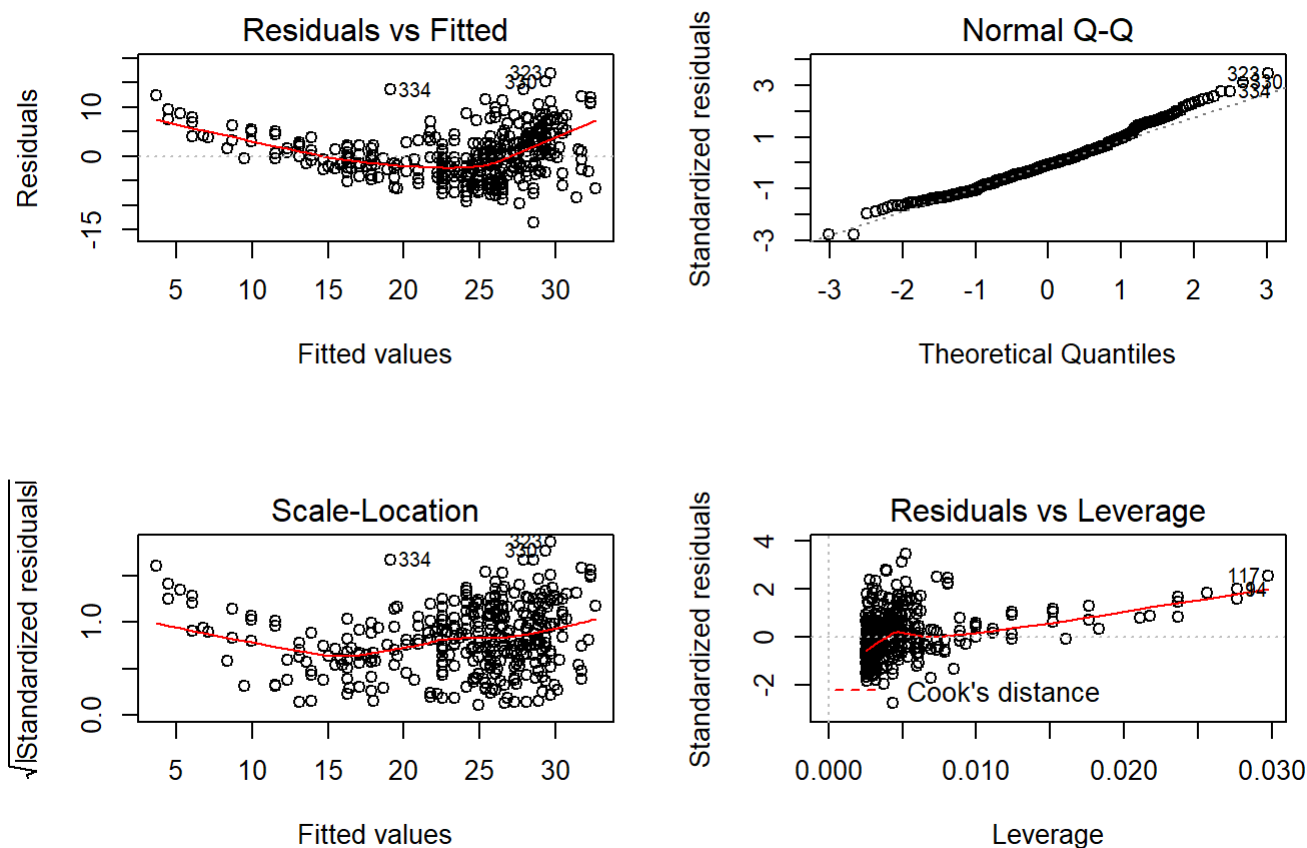 Residuals vs Fitted
Residuals
10
0
-15
323
330
334
5 10 15 20 25 30
Fitted values
Normal Q-Q
Standardized residuals
3
1
-1
-3
323
330
334
-3 -2 -1 0 1 2 3
Theoretical Quantiles
Scale-Location
√|Standardized residuals|
1.0
0.0
323
330
334
5 10 15 20 25 30
Fitted values
Residuals vs Leverage
Standardized residuals
4
2
0
-2
117
94
Cook's distance
0.000 0.010 0.020 0.030
Leverage